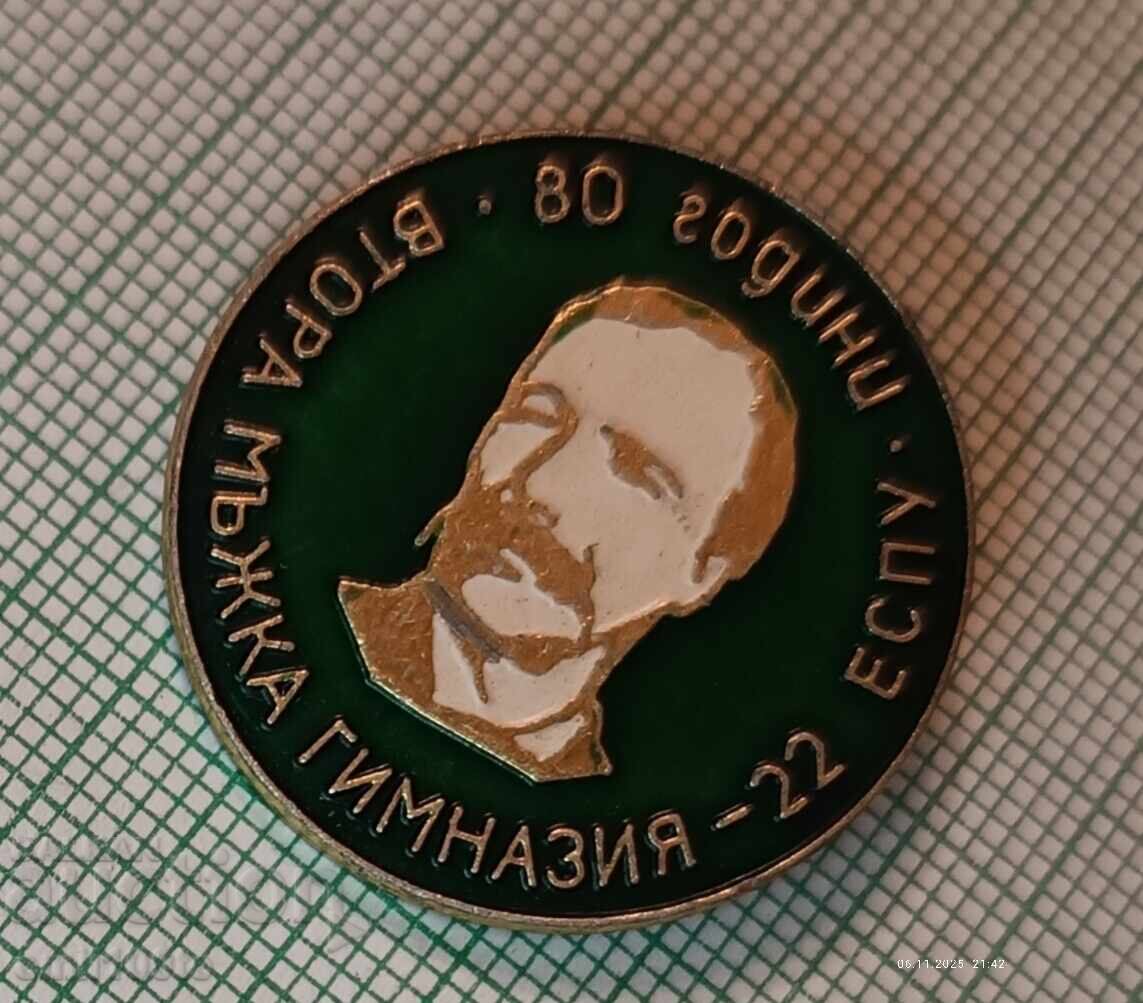 80 години ·
ВТОРА МЪЖКА ГИМНАЗИЯ – 22 ЕСПУ ·
06.11.2025 21:42